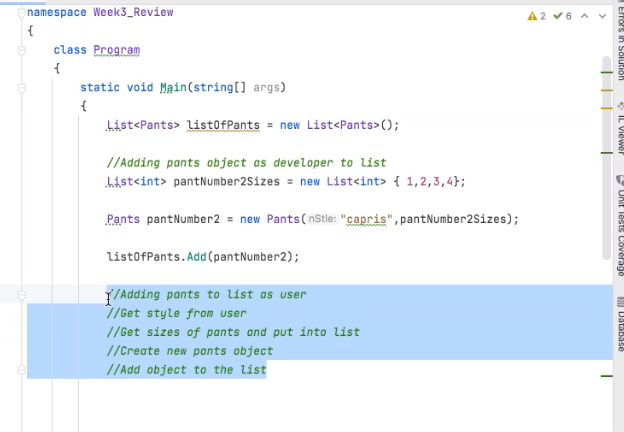 namespace Week3_Review
2
6
{
class Program
{
static void Main(string[] args)
{
List<Pants> listOfPants = new List<Pants>();
//Adding pants object as developer to list
List<int> pantNumber2Sizes = new List<int> { 1,2,3,4};
Pants pantNumber2 = new Pants( nStle: "capris",pantNumber2Sizes);
listOfPants.Add(pantNumber2);
//Adding pants to list as user
//Get style from user
//Get sizes of pants and put into list
//Create new pants object
//Add object to the list
Errors in Solution
IL Viewer
Unit Tests Coverage
Database